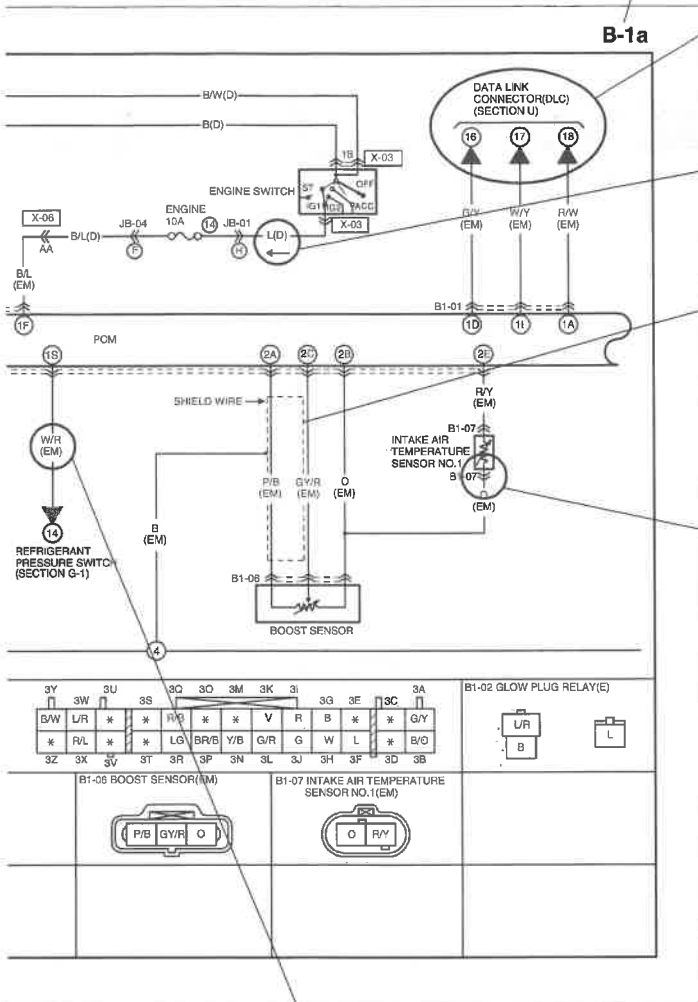 B-1a
B/W(D)
B(D)
DATA LINK
CONNECTOR(DLC)
(SECTION U)
16 17 18
1B X-03
ENGINE SWITCH
ST OFF
IG1 IG2 ACC
X-03
X-06
AA
B/L(D)
JB-04
F
ENGINE
10A
14
JB-01
H
L(D)
G/Y
(EM)
W/Y
(EM)
R/W
(EM)
B/L
(EM)
B1-01
1F
1D 1I 1A
PCM
1S 2A 2C 2B 2E
SHIELD WIRE
R/Y
(EM)
B1-07
INTAKE AIR
TEMPERATURE
SENSOR NO.1
B1-07
O
(EM)
W/R
(EM)
P/B
(EM)
GY/R
(EM)
O
(EM)
B
(EM)
14
REFRIGERANT
PRESSURE SWITCH
(SECTION G-1)
B1-06
BOOST SENSOR
4
3Y 3W 3U 3S 3Q 3O 3M 3K 3I 3G 3E 3C 3A
B/W L/R * * R/B * * V R B * * G/Y
* R/L * * LG BR/B Y/B G/R G W L * B/O
3Z 3X 3V 3T 3R 3P 3N 3L 3J 3H 3F 3D 3B
B1-02 GLOW PLUG RELAY(E)
L/R
B
L
B1-06 BOOST SENSOR(EM)
P/B GY/R O
B1-07 INTAKE AIR TEMPERATURE
SENSOR NO.1(EM)
O R/Y